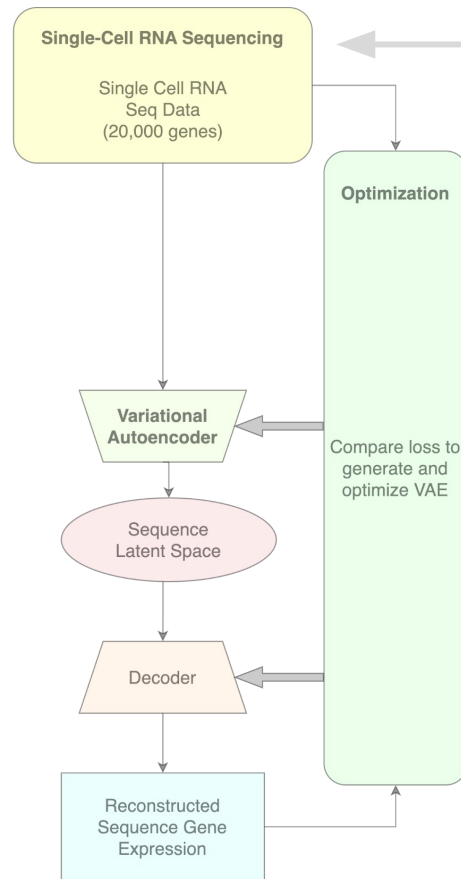 Single-Cell RNA Sequencing
Single Cell RNA
Seq Data
(20,000 genes)
Optimization
Variational
Autoencoder
Compare loss to
generate and
optimize VAE
Sequence
Latent Space
Decoder
Reconstructed
Sequence Gene
Expression